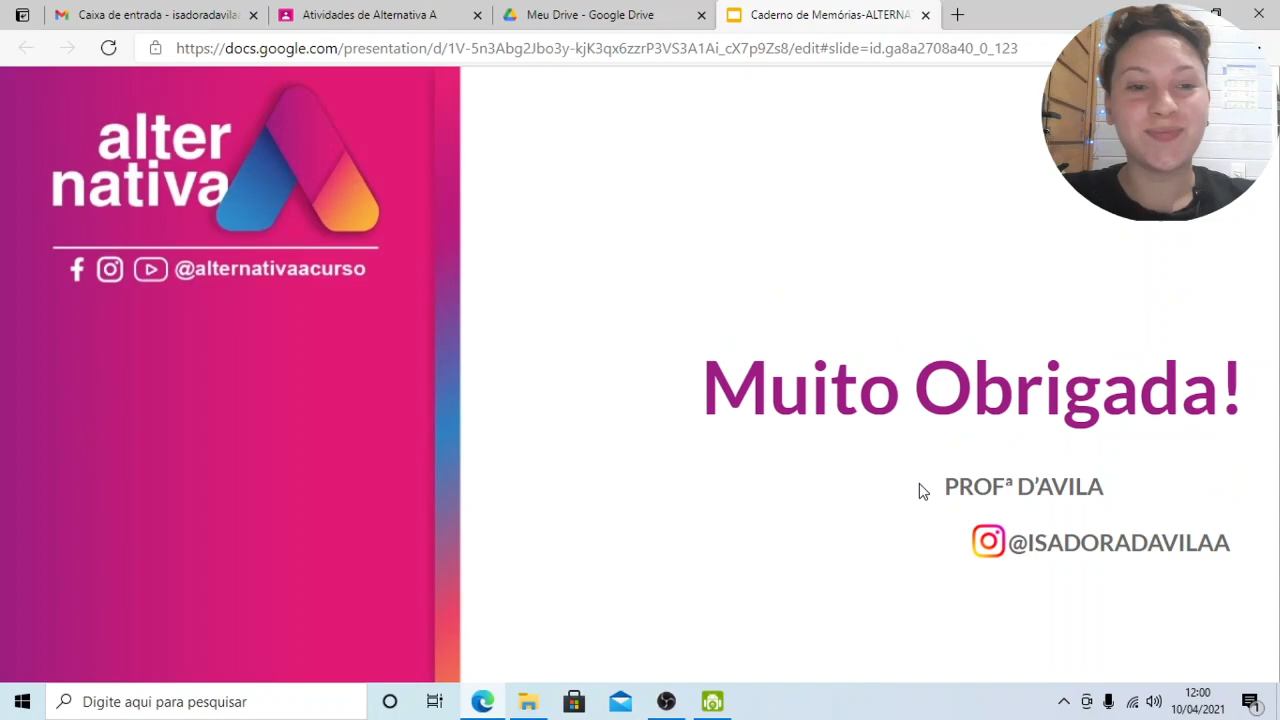 Caixa de entrada - isadoradavila
Atividades de Alternativa A
Meu Drive - Google Drive
Caderno de Memórias-ALTERNA
https://docs.google.com/presentation/d/1V-5n3Abg2Jbo3y-kjK3qx6zzrP3VS3A1Ai_cX7p9Zs8/edit#slide=id.ga8a2708a40_0_123
alter
nativa
@alternativaacurso
Muito Obrigada!
PROFª D'AVILA
@ISADORADAVILAA
Digite aqui para pesquisar
12:00
10/04/2021
1